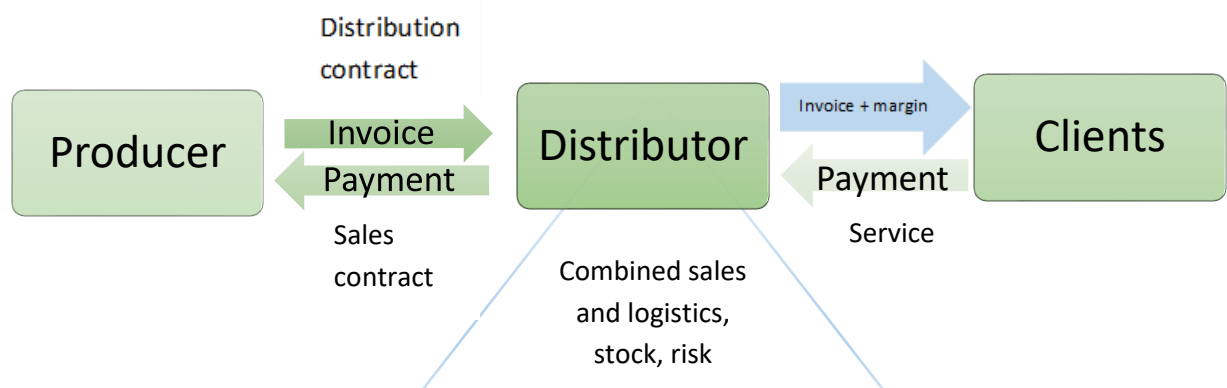 Distribution
contract
Producer
Invoice
Payment
Sales
contract
Distributor
Combined sales
and logistics,
stock, risk
Invoice + margin
Payment
Service
Clients